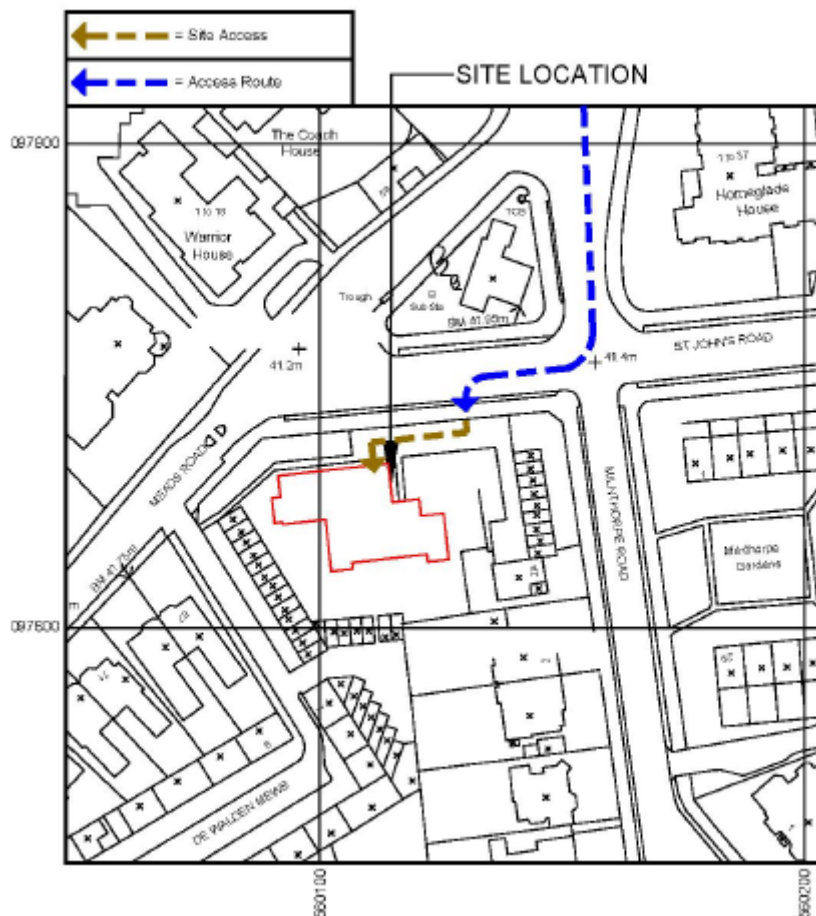 = Site Access
= Access Route
SITE LOCATION
097800
The Coach
House
1 to 57
Homeglade
House
1 to 18
Warrior
House
TCB
Trough
El
Sub Sta
41.2m
41.4m
ST JOHN'S ROAD
MEADS ROAD
MILNTHORPE ROAD
Gardens
097600
DE WALDEN MEWS
560100
560200